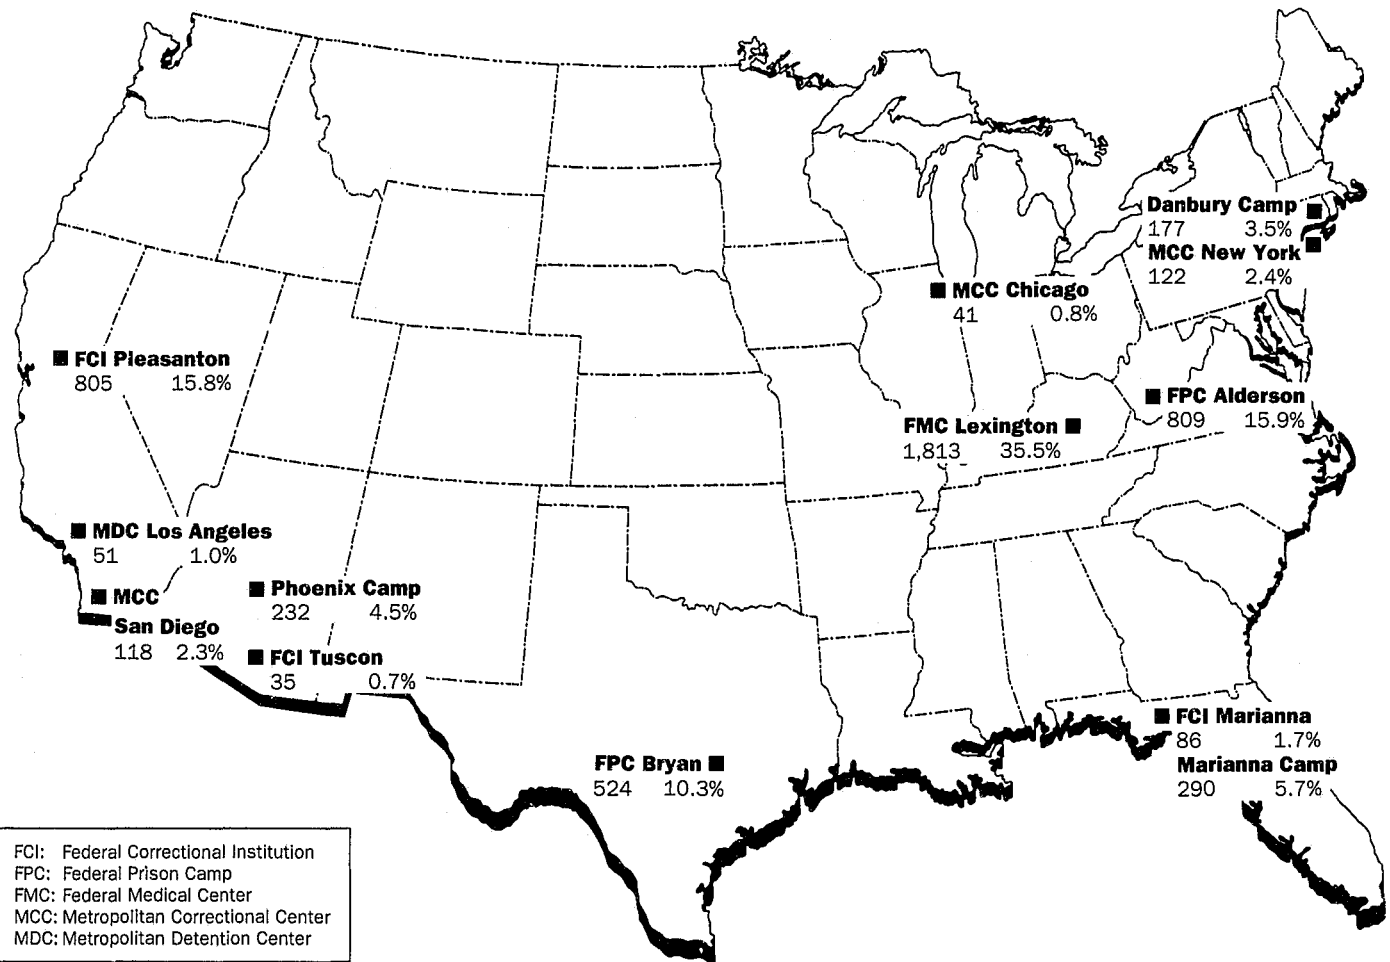 Danbury Camp
177 3.5%
MCC New York
122 2.4%
MCC Chicago
41 0.8%
FCI Pleasanton
805 15.8%
FPC Alderson
809 15.9%
FMC Lexington
1,813 35.5%
MDC Los Angeles
51 1.0%
MCC
San Diego
118 2.3%
Phoenix Camp
232 4.5%
FCI Tuscon
35 0.7%
FCI Marianna
86 1.7%
Marianna Camp
290 5.7%
FPC Bryan
524 10.3%
FCI: Federal Correctional Institution
FPC: Federal Prison Camp
FMC: Federal Medical Center
MCC: Metropolitan Correctional Center
MDC: Metropolitan Detention Center